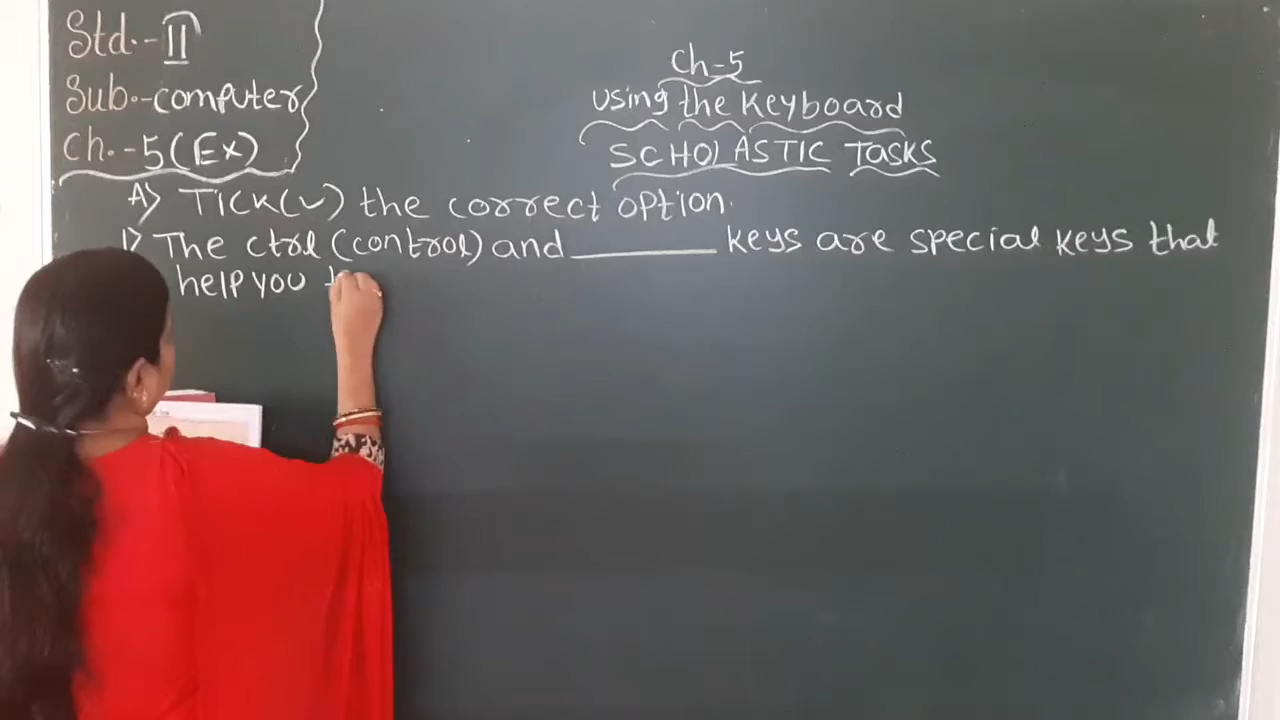 Std.-II
Sub.-computer
Ch.-5(Ex)
Ch-5
using the Keyboard
SCHOLASTIC TASKS
A) TICK(✓) the correct option.
1) The ctrl (control) and ________ keys are special keys that
help you